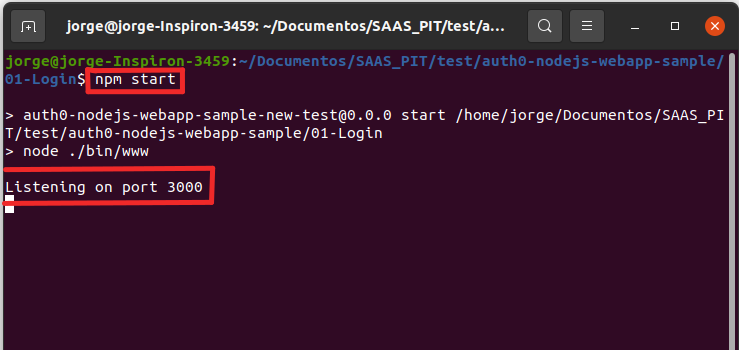 jorge@jorge-Inspiron-3459: ~/Documentos/SAAS_PIT/test/a...
jorge@jorge-Inspiron-3459:~/Documentos/SAAS_PIT/test/auth0-nodejs-webapp-sample/
01-Login$ npm start
> auth0-nodejs-webapp-sample-new-test@0.0.0 start /home/jorge/Documentos/SAAS_PI
T/test/auth0-nodejs-webapp-sample/01-Login
> node ./bin/www
Listening on port 3000